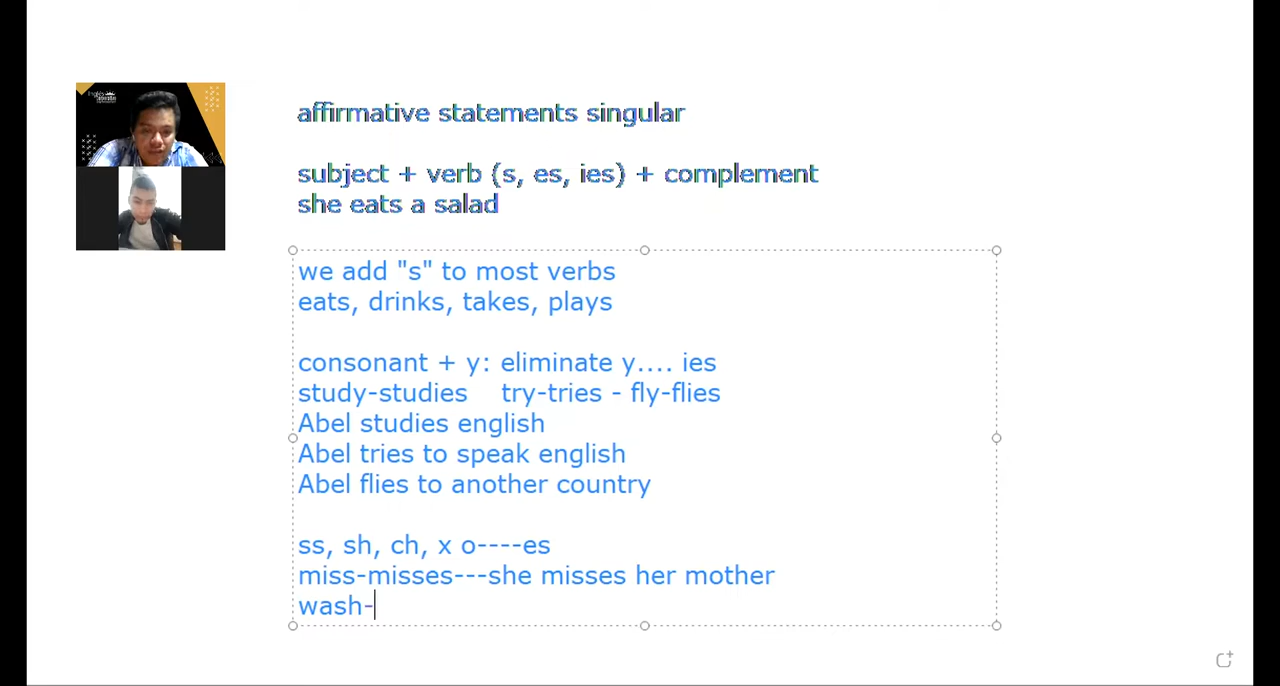 affirmative statements singular
subject + verb (s, es, ies) + complement
she eats a salad
we add "s" to most verbs
eats, drinks, takes, plays
consonant + y: eliminate y.... ies
study-studies try-tries - fly-flies
Abel studies english
Abel tries to speak english
Abel flies to another country
ss, sh, ch, x o----es
miss-misses---she misses her mother
wash-